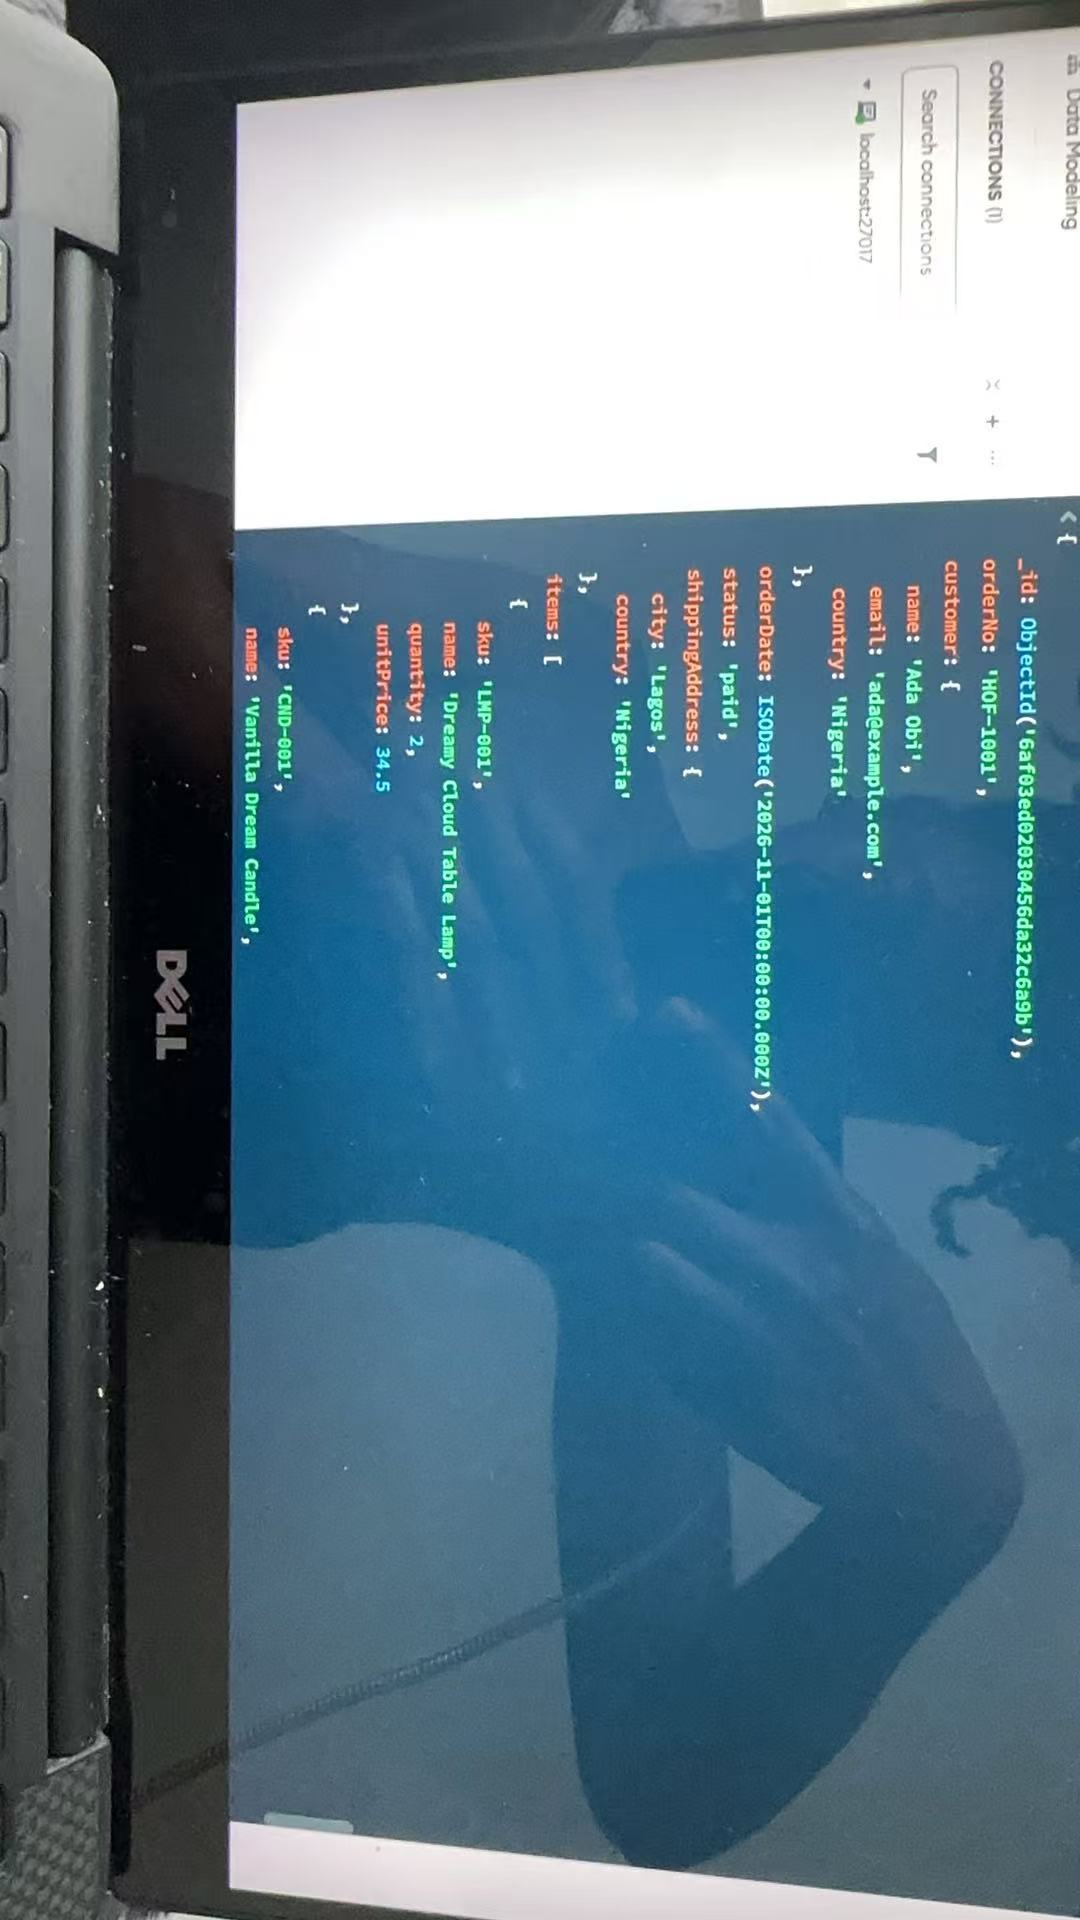 Data Modeling
CONNECTIONS (1)
Search connections
localhost:27017
{
_id: ObjectId('6af03ed02030456da32c6a9b'),
orderNo: 'HOF-1001',
customer: {
name: 'Ada Obi',
email: 'ada@example.com',
country: 'Nigeria'
},
orderDate: ISODate('2026-11-01T00:00:00.000Z'),
status: 'paid',
shippingAddress: {
city: 'Lagos',
country: 'Nigeria'
},
items: [
{
sku: 'LMP-001',
name: 'Dreamy Cloud Table Lamp',
quantity: 2,
unitPrice: 34.5
},
{
sku: 'CND-001',
name: 'Vanilla Dream Candle',
DELL